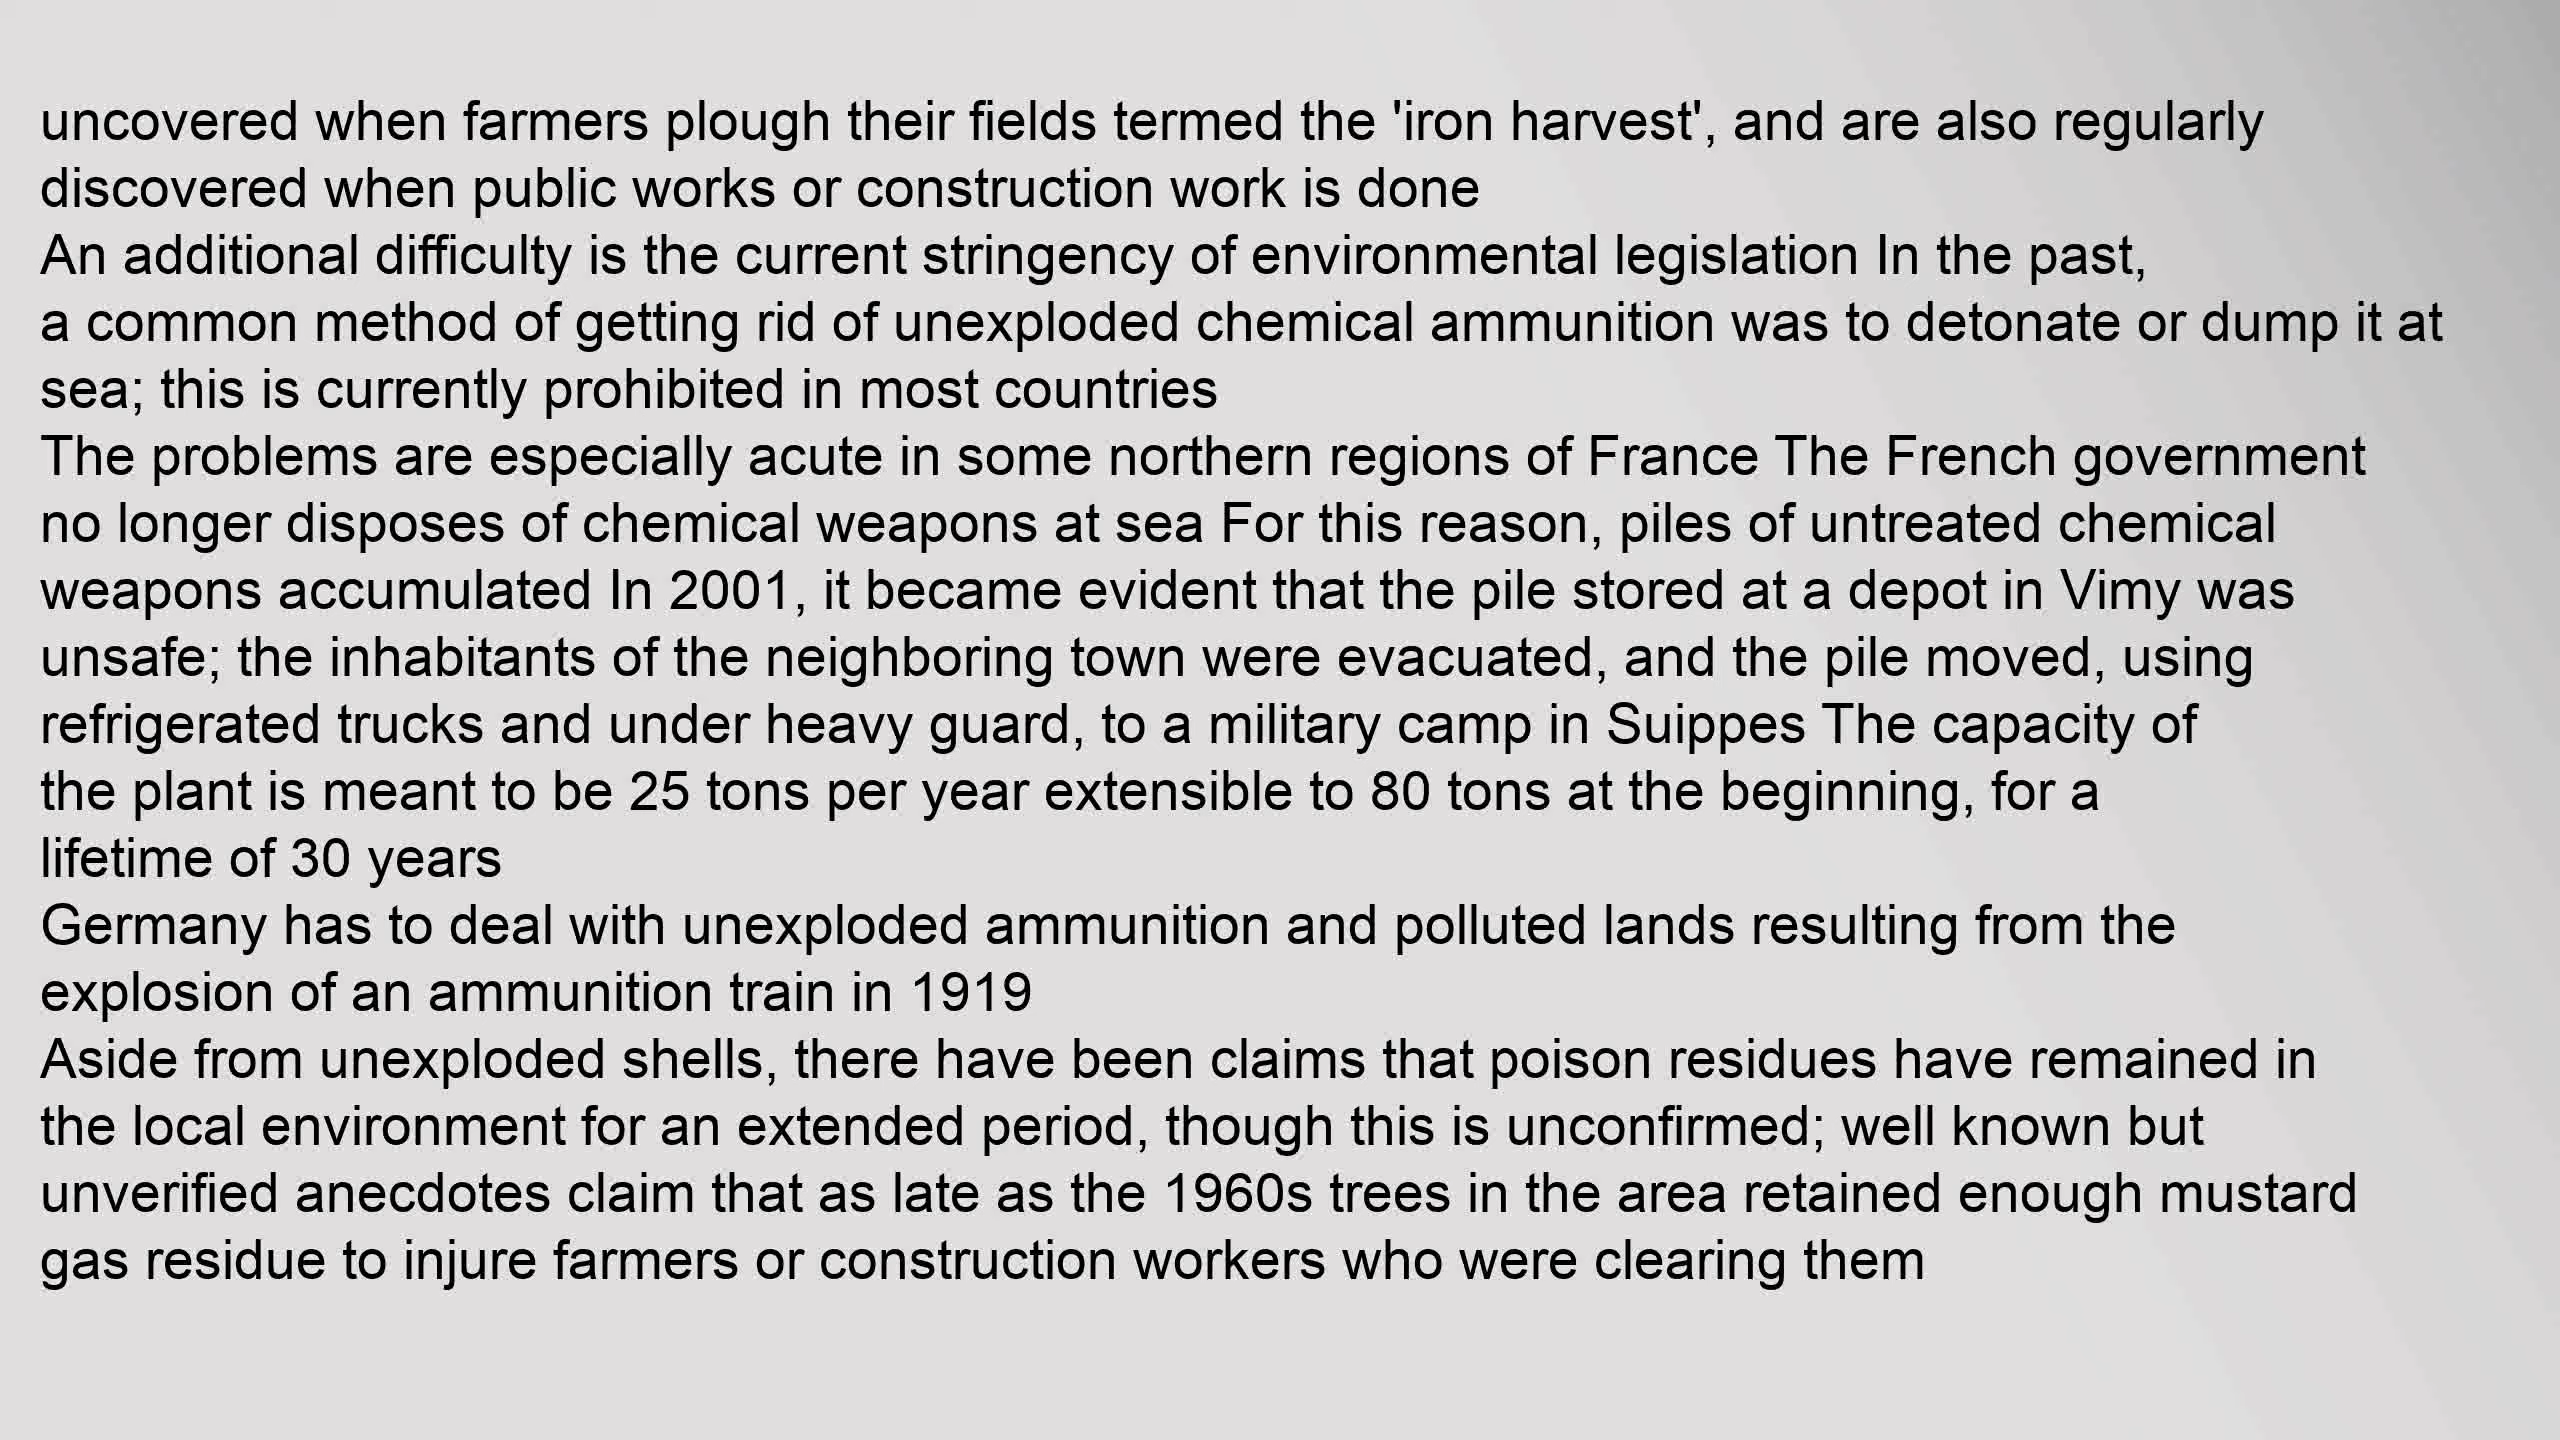 uncovered when farmers plough their fields termed the 'iron harvest', and are also regularly
discovered when public works or construction work is done
An additional difficulty is the current stringency of environmental legislation In the past,
a common method of getting rid of unexploded chemical ammunition was to detonate or dump it at
sea; this is currently prohibited in most countries
The problems are especially acute in some northern regions of France The French government
no longer disposes of chemical weapons at sea For this reason, piles of untreated chemical
weapons accumulated In 2001, it became evident that the pile stored at a depot in Vimy was
unsafe; the inhabitants of the neighboring town were evacuated, and the pile moved, using
refrigerated trucks and under heavy guard, to a military camp in Suippes The capacity of
the plant is meant to be 25 tons per year extensible to 80 tons at the beginning, for a
lifetime of 30 years
Germany has to deal with unexploded ammunition and polluted lands resulting from the
explosion of an ammunition train in 1919
Aside from unexploded shells, there have been claims that poison residues have remained in
the local environment for an extended period, though this is unconfirmed; well known but
unverified anecdotes claim that as late as the 1960s trees in the area retained enough mustard
gas residue to injure farmers or construction workers who were clearing them